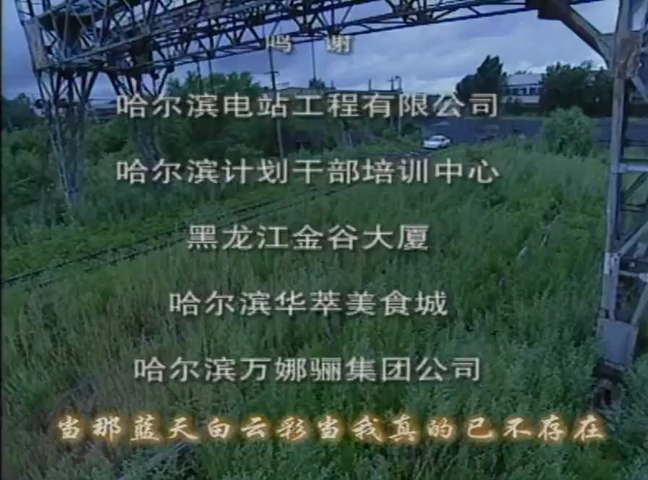 鸣 谢
哈尔滨电站工程有限公司
哈尔滨计划干部培训中心
黑龙江金谷大厦
哈尔滨华萃美食城
哈尔滨万娜骊集团公司
当那蓝天白云彩当我真的已不存在